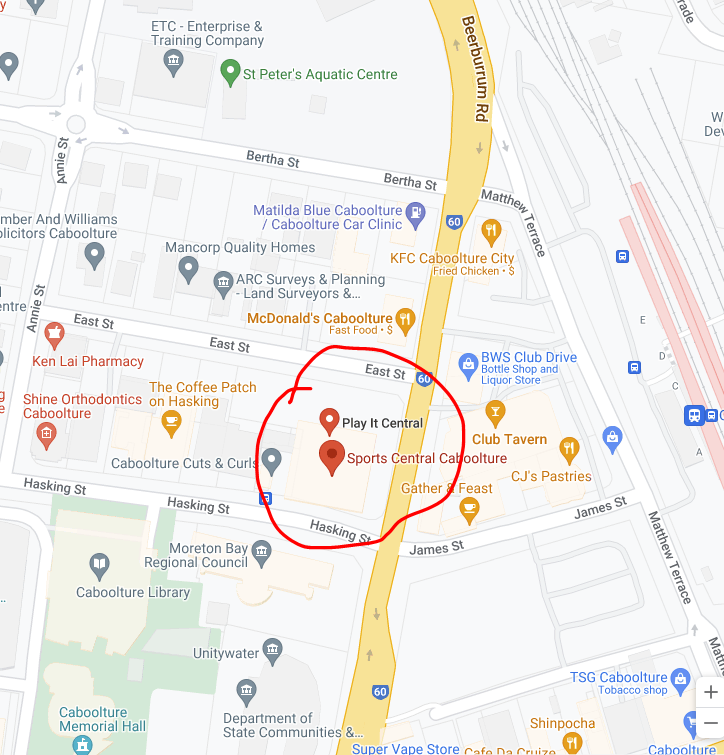 y
ETC - Enterprise &
Training Company
St Peter's Aquatic Centre
Beerburrum Rd
Annie St
Bertha St
Bertha St
Matthew Terrace
60
Matilda Blue Caboolture
/ Caboolture Car Clinic
mber And Williams
olicitors Caboolture
Mancorp Quality Homes
KFC Caboolture City
Fried Chicken • $
ARC Surveys & Planning
- Land Surveyors &...
Annie St
McDonald's Caboolture
Fast Food • $
East St
East St
East St
60
E
D
C
A
Ken Lai Pharmacy
BWS Club Drive
Bottle Shop and
Liquor Store
Shine Orthodontics
Caboolture
The Coffee Patch
on Hasking
Play It Central
Club Tavern
Caboolture Cuts & Curls
Sports Central Caboolture
CJ's Pastries
Gather & Feast
Hasking St
Hasking St
Hasking St
James St
James St
Matthew Terrace
Moreton Bay
Regional Council
Caboolture Library
Unitywater
TSG Caboolture
Tobacco shop
60
Department of
State Communities &...
Caboolture
Memorial Hall
Shinpocha
Super Vape Store
Cafe Da Cruize
+
−